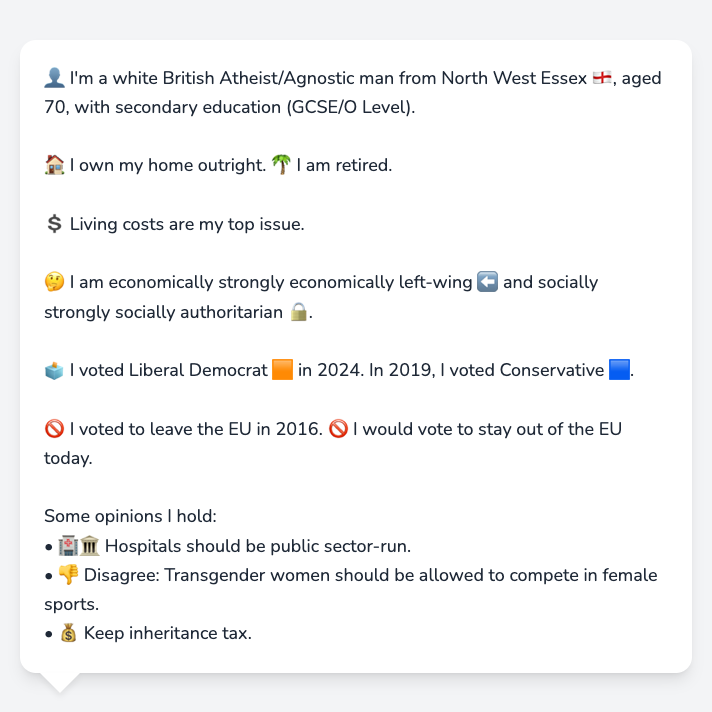 👤 I'm a white British Atheist/Agnostic man from North West Essex 🏴󠁧󠁢󠁥󠁮󠁧󠁿, aged
70, with secondary education (GCSE/O Level).
🏠 I own my home outright. 🌴 I am retired.
💲 Living costs are my top issue.
🤔 I am economically strongly economically left-wing ⬅️ and socially
strongly socially authoritarian 🔒.
🗳️ I voted Liberal Democrat 🟧 in 2024. In 2019, I voted Conservative 🟦.
🚫 I voted to leave the EU in 2016. 🚫 I would vote to stay out of the EU
today.
Some opinions I hold:
• 🏥🏛️ Hospitals should be public sector-run.
• 👎 Disagree: Transgender women should be allowed to compete in female
sports.
• 💰 Keep inheritance tax.